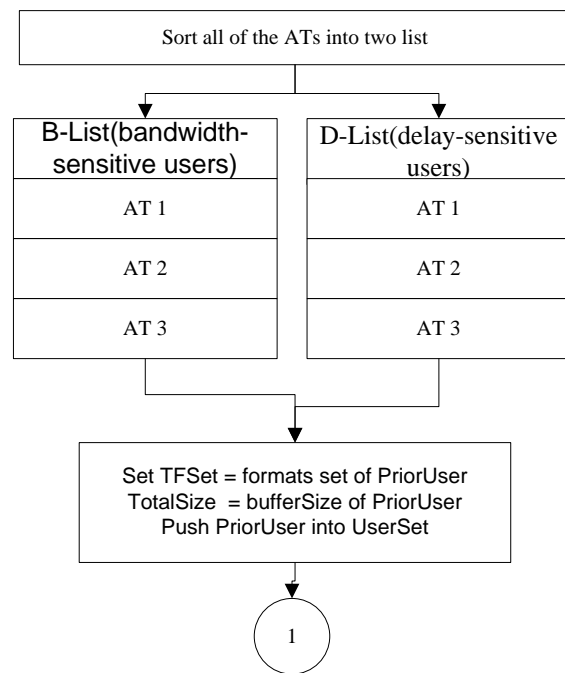 Sort all of the ATs into two list
B-List(bandwidth-
sensitive users)
AT 1
AT 2
AT 3
D-List(delay-sensitive
users)
AT 1
AT 2
AT 3
Set TFSet = formats set of PriorUser
TotalSize = bufferSize of PriorUser
Push PriorUser into UserSet
1